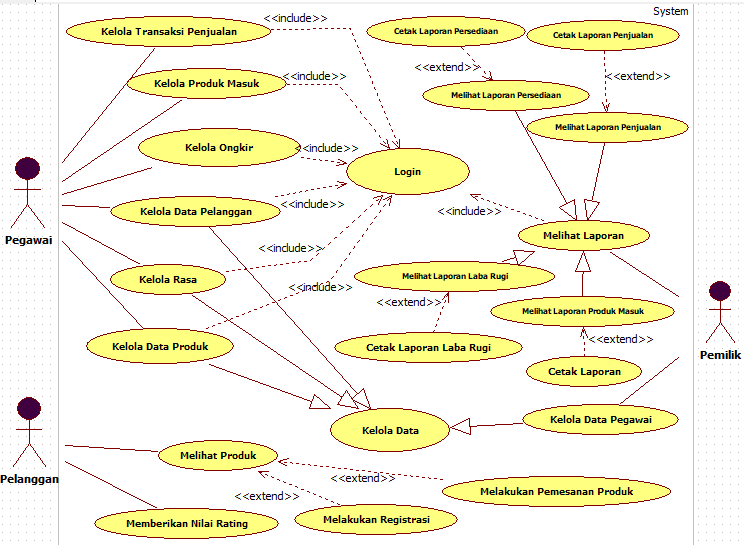 System
Kelola Transaksi Penjualan
<<include>>
Cetak Laporan Persediaan
Cetak Laporan Penjualan
Kelola Produk Masuk
<<include>>
<<extend>>
<<extend>>
Melihat Laporan Persediaan
Melihat Laporan Penjualan
Kelola Ongkir
<<include>>
Login
Pegawai
Kelola Data Pelanggan
<<include>>
<<include>>
Melihat Laporan
Kelola Rasa
<<include>>
Melihat Laporan Laba Rugi
<<include>>
<<extend>>
Melihat Laporan Produk Masuk
Kelola Data Produk
Cetak Laporan Laba Rugi
<<extend>>
Pemilik
Cetak Laporan
Kelola Data
Kelola Data Pegawai
Pelanggan
Melihat Produk
<<extend>>
<<extend>>
Melakukan Pemesanan Produk
Memberikan Nilai Rating
Melakukan Registrasi